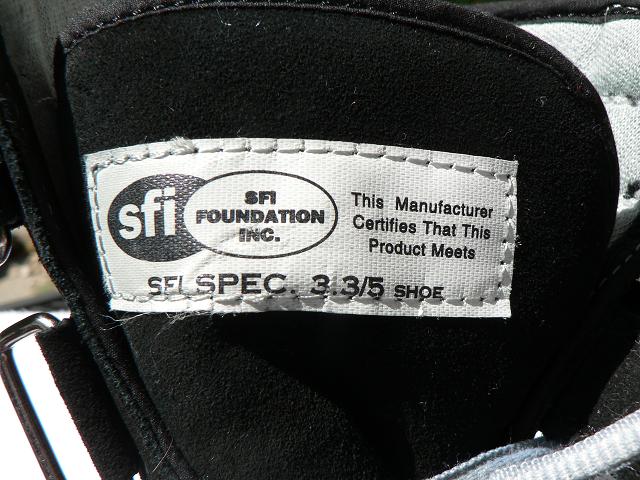 sfi
SFI
FOUNDATION
INC.
This Manufacturer
Certifies That This
Product Meets
SFI SPEC. 3.3/5 SHOE